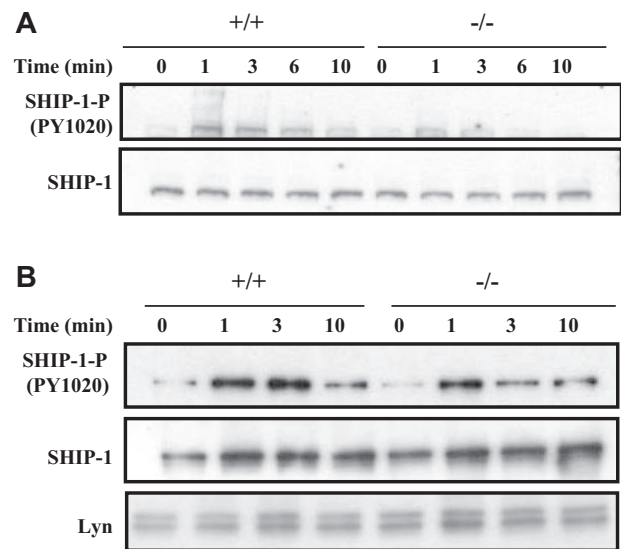 A
+/+ -/-
Time (min) 0 1 3 6 10 0 1 3 6 10
SHIP-1-P
(PY1020)
SHIP-1
B
+/+ -/-
Time (min) 0 1 3 10 0 1 3 10
SHIP-1-P
(PY1020)
SHIP-1
Lyn